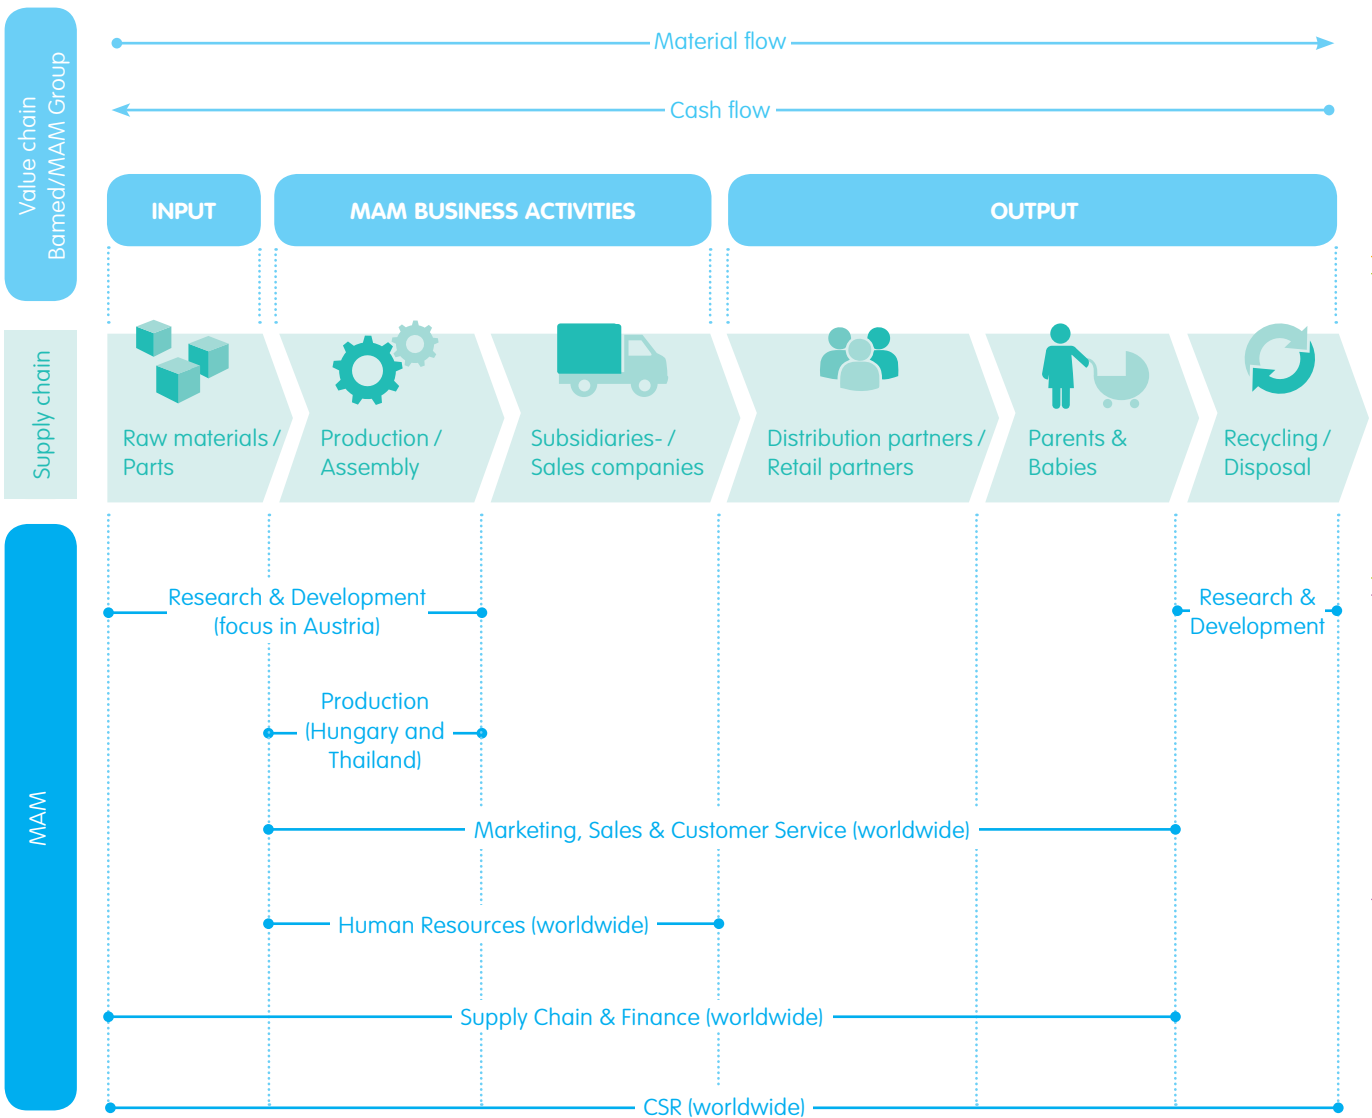 Value chain
Bamed/MAM Group
Material flow
Cash flow
INPUT
MAM BUSINESS ACTIVITIES
OUTPUT
Supply chain
Raw materials /
Parts
Production /
Assembly
Subsidiaries- /
Sales companies
Distribution partners /
Retail partners
Parents &
Babies
Recycling /
Disposal
MAM
Research & Development
(focus in Austria)
Research &
Development
Production
(Hungary and
Thailand)
Marketing, Sales & Customer Service (worldwide)
Human Resources (worldwide)
Supply Chain & Finance (worldwide)
CSR (worldwide)